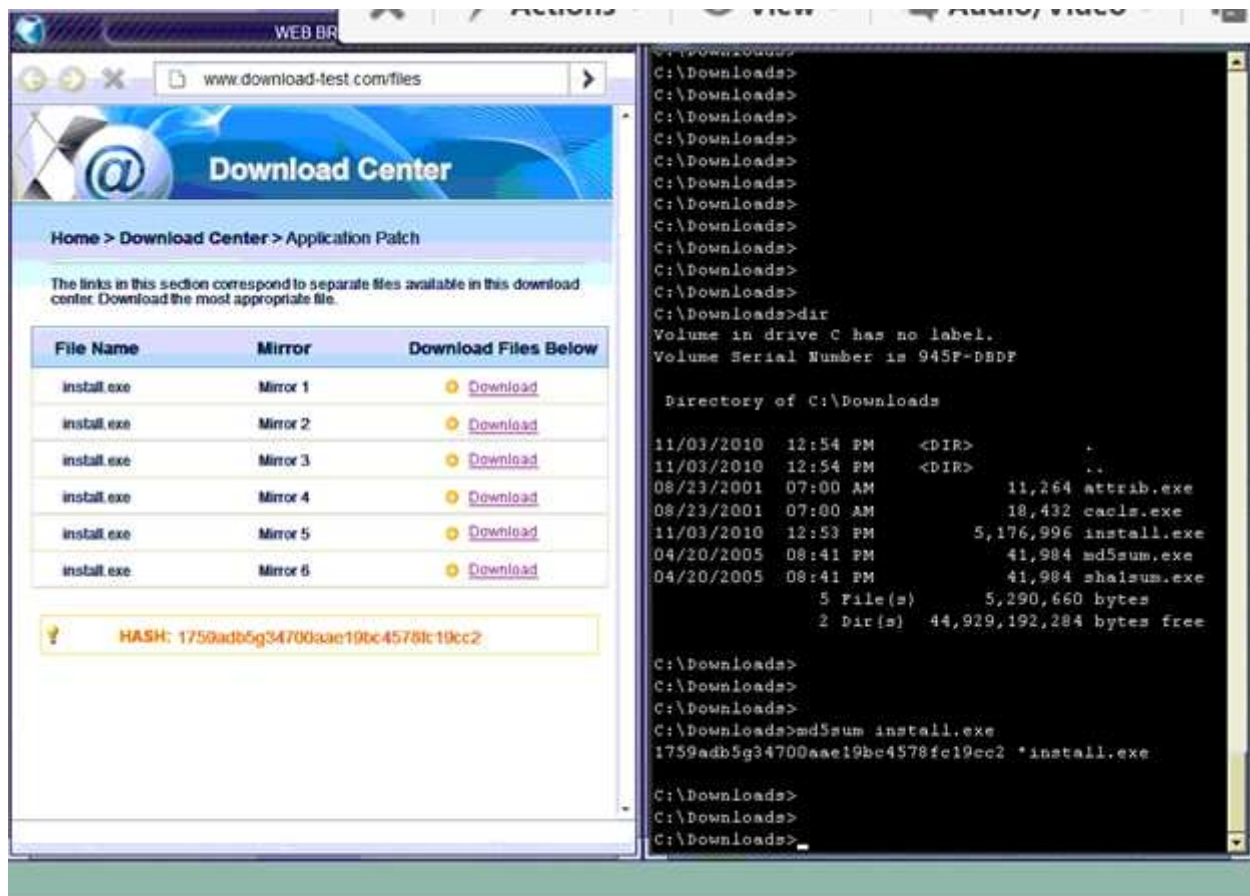 Actions
View
Audio/Video
WEB BR
www.download-test.com/files
Download Center
Home > Download Center > Application Patch
The links in this section correspond to separate files available in this download
center. Download the most appropriate file.
File Name Mirror Download Files Below
install.exe Mirror 1 Download
install.exe Mirror 2 Download
install.exe Mirror 3 Download
install.exe Mirror 4 Download
install.exe Mirror 5 Download
install.exe Mirror 6 Download
HASH: 1759adb5g34700aae19bc4578fc19cc2
C:\Downloads>
C:\Downloads>
C:\Downloads>
C:\Downloads>
C:\Downloads>
C:\Downloads>
C:\Downloads>
C:\Downloads>
C:\Downloads>
C:\Downloads>
C:\Downloads>
C:\Downloads>
C:\Downloads>dir
Volume in drive C has no label.
Volume Serial Number is 945F-DBDF
Directory of C:\Downloads
11/03/2010 12:54 PM <DIR> .
11/03/2010 12:54 PM <DIR> ..
08/23/2001 07:00 AM 11,264 attrib.exe
08/23/2001 07:00 AM 18,432 cacls.exe
11/03/2010 12:53 PM 5,176,996 install.exe
04/20/2005 08:41 PM 41,984 md5sum.exe
04/20/2005 08:41 PM 41,984 sha1sum.exe
5 File(s) 5,290,660 bytes
2 Dir(s) 44,929,192,284 bytes free
C:\Downloads>
C:\Downloads>
C:\Downloads>
C:\Downloads>md5sum install.exe
1759adb5g34700aae19bc4578fc19cc2 *install.exe
C:\Downloads>
C:\Downloads>
C:\Downloads>